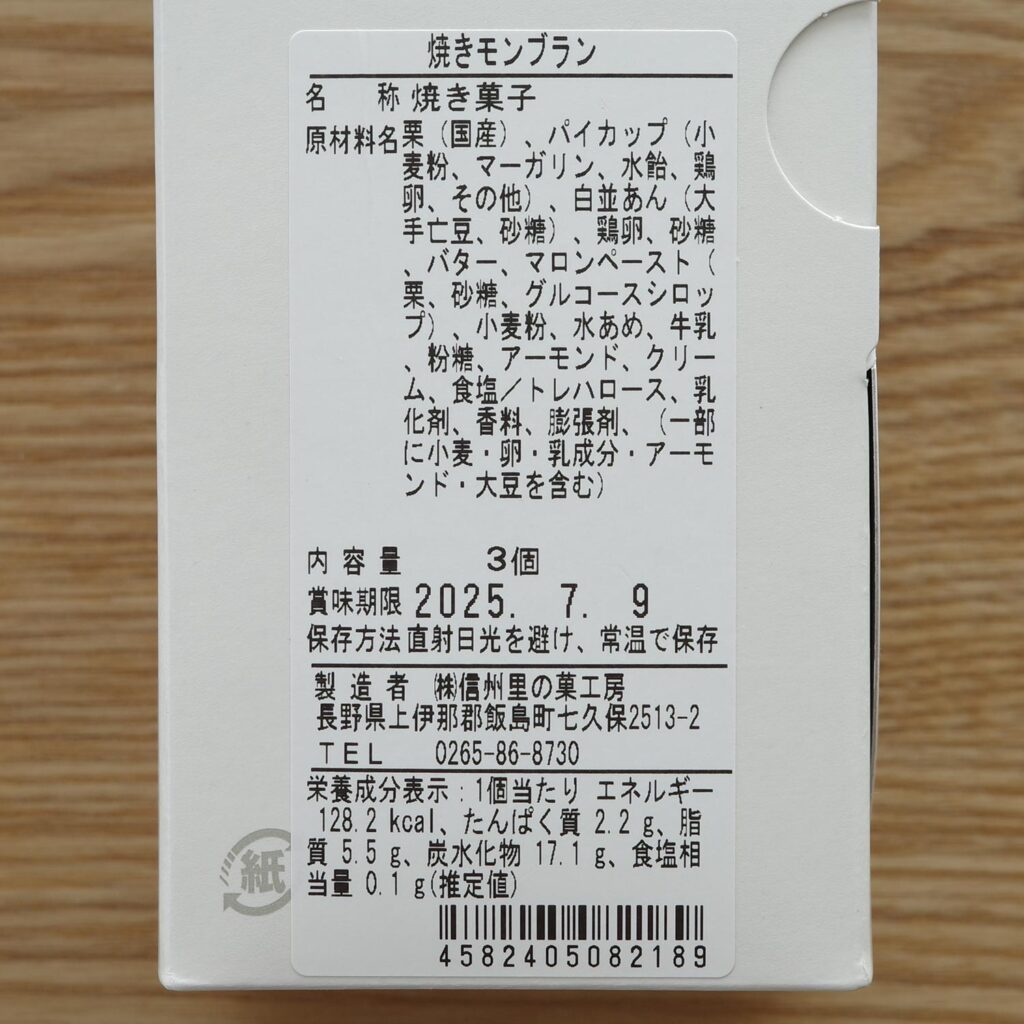 焼きモンブラン
名 称 焼き菓子
原材料名 栗（国産）、パイカップ（小
麦粉、マーガリン、水飴、鶏
卵、その他）、白並あん（大
手亡豆、砂糖）、鶏卵、砂糖
、バター、マロンペースト（
栗、砂糖、グルコースシロッ
プ）、小麦粉、水あめ、牛乳
、粉糖、アーモンド、クリー
ム、食塩／トレハロース、乳
化剤、香料、膨張剤、（一部
に小麦・卵・乳成分・アーモ
ンド・大豆を含む）
内容量 3個
賞味期限 2025. 7. 9
保存方法 直射日光を避け、常温で保存
製造者 ㈱信州里の菓工房
長野県上伊那郡飯島町七久保2513-2
TEL 0265-86-8730
栄養成分表示：1個当たり エネルギー
128.2 kcal、たんぱく質 2.2 g、脂
質 5.5 g、炭水化物 17.1 g、食塩相
当量 0.1 g(推定値)
紙
4582405082189